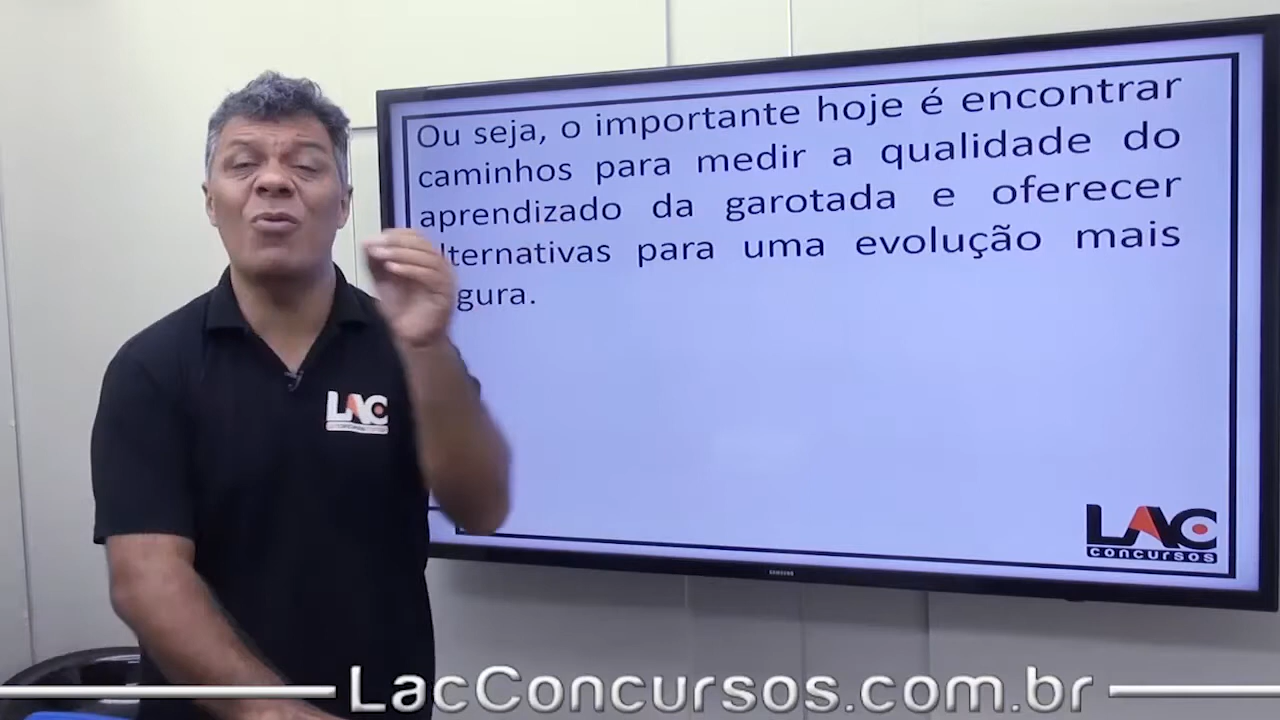 Ou seja, o importante hoje é encontrar
caminhos para medir a qualidade do
aprendizado da garotada e oferecer
lternativas para uma evolução mais
gura.
LAC
LAC
concursos
SAMSUNG
LacConcursos.com.br